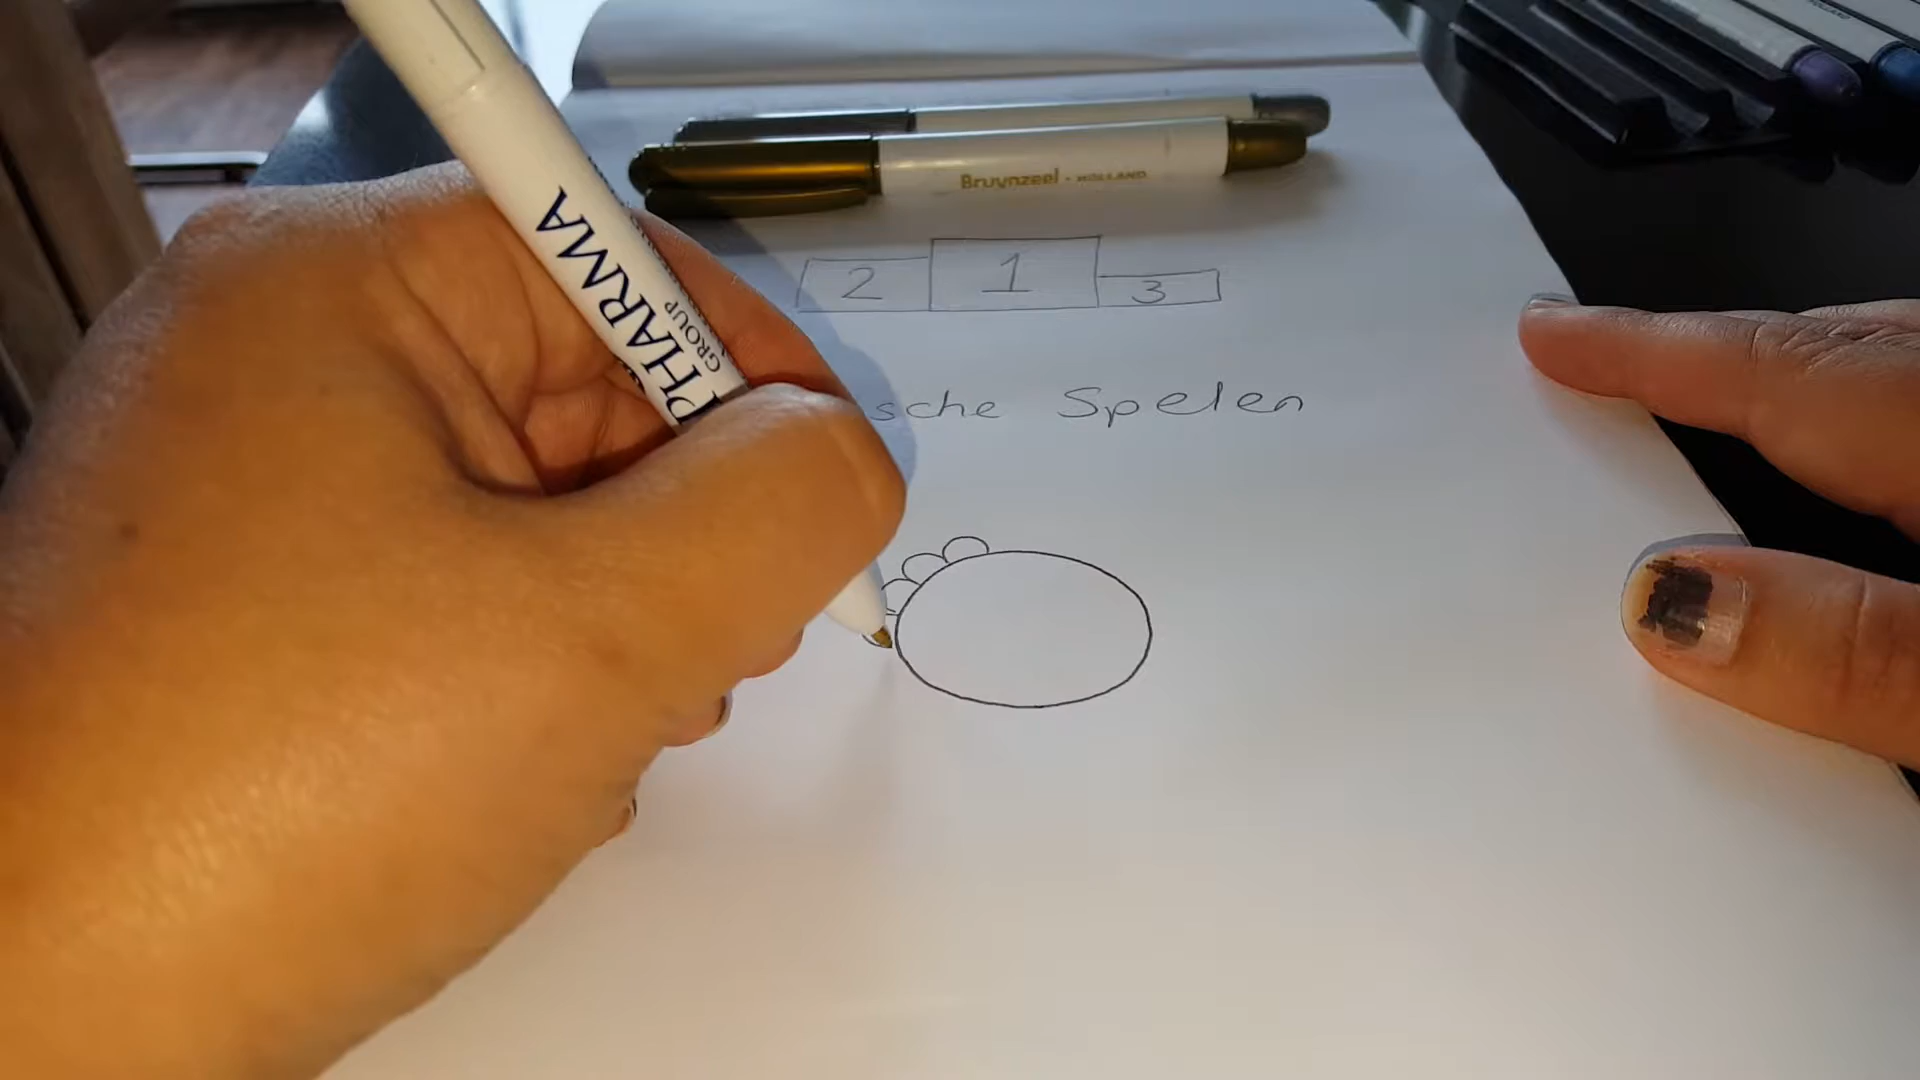 Bruynzeel - HOLLAND
2 1 3
PHARMA
GROUP
sche Spelen